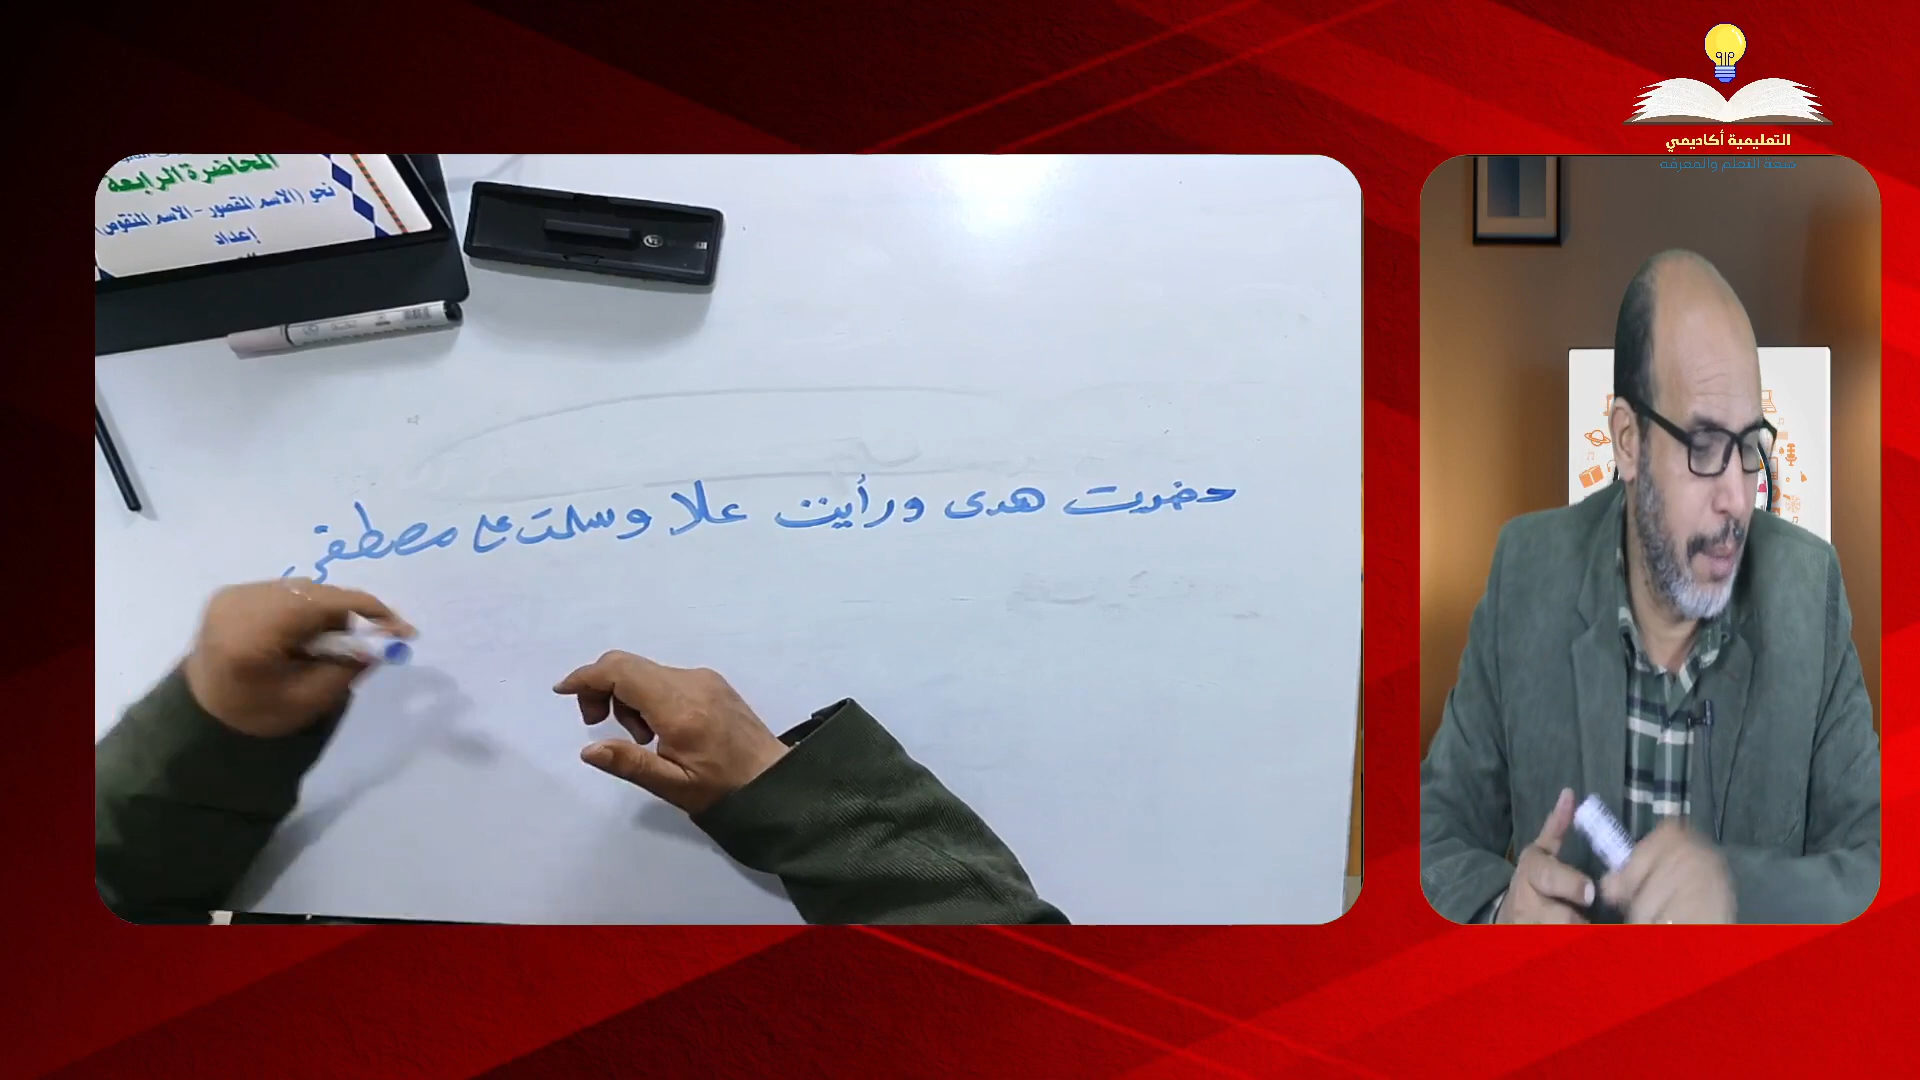 التعليمية أكاديمي
منصة التعلم والمعرفة
المحاضرة الرابعة
نحو (الاسم المقصور - الاسم المنقوص)
إعداد
حضرت هدى ورأيت علا وسلمت على مصطفى